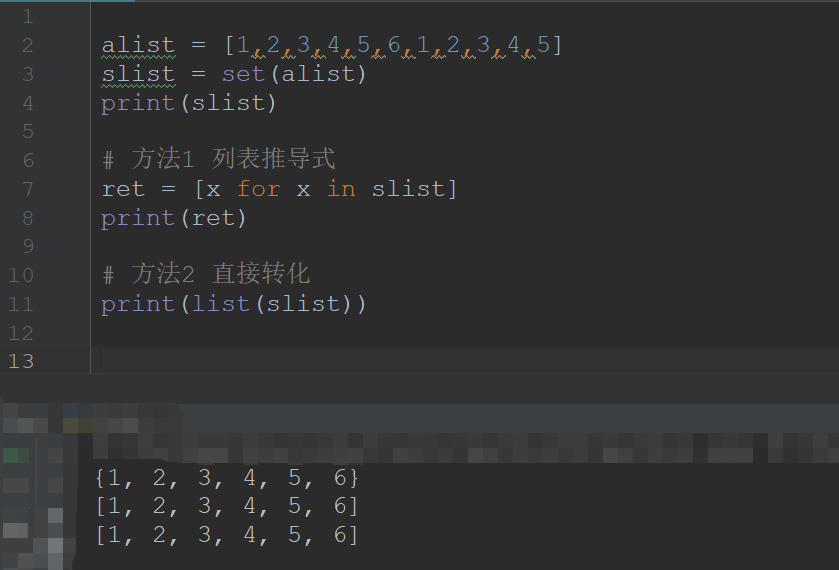 1
2 alist = [1,2,3,4,5,6,1,2,3,4,5]
3 slist = set(alist)
4 print(slist)
5
6 # 方法1 列表推导式
7 ret = [x for x in slist]
8 print(ret)
9
10 # 方法2 直接转化
11 print(list(slist))
12
13
{1, 2, 3, 4, 5, 6}
[1, 2, 3, 4, 5, 6]
[1, 2, 3, 4, 5, 6]